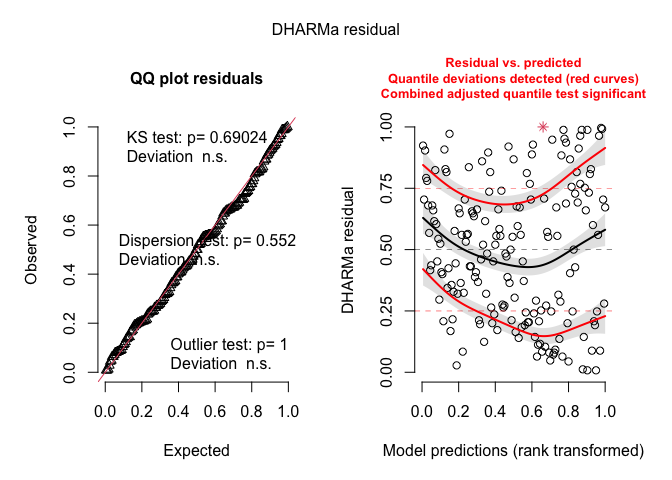 DHARMa residual
QQ plot residuals
KS test: p= 0.69024
Deviation n.s.
Dispersion test: p= 0.552
Deviation n.s.
Outlier test: p= 1
Deviation n.s.
Observed
0.0 0.2 0.4 0.6 0.8 1.0
0.0 0.2 0.4 0.6 0.8 1.0
Expected
Residual vs. predicted
Quantile deviations detected (red curves)
Combined adjusted quantile test significant
DHARMa residual
0.00 0.25 0.50 0.75 1.00
0.0 0.2 0.4 0.6 0.8 1.0
Model predictions (rank transformed)